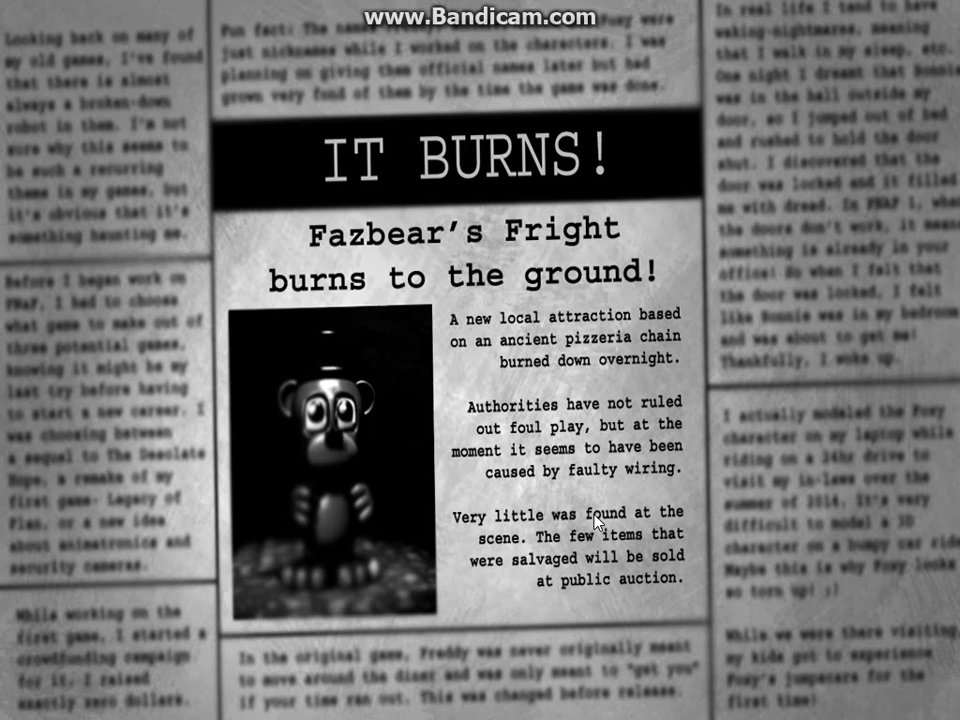 www.Bandicam.com
Looking back on many of
my old games, I've found
that there is almost
always a broken-down
robot in them. I'm not
sure why this seems to
be such a recurring
theme in my games, but
it's obvious that it's
something haunting me.
Before I began work on
FNaF, I had to choose
what game to make out of
three potential games,
knowing it might be my
last try before having
to start a new career. I
was choosing between
a sequel to The Desolate
Hope, a remake of my
first game- Legacy of
Flan, or a new idea
about animatronics and
security cameras.
While working on the
first game, I started a
crowdfunding campaign
for it. I raised
exactly zero dollars.
Pun fact: The names Foxy were
just nicknames while I worked on the characters. I was
planning on giving them official names later but had
grown very fond of them by the time the game was done.
IT BURNS!
Fazbear's Fright
burns to the ground!
A new local attraction based
on an ancient pizzeria chain
burned down overnight.
Authorities have not ruled
out foul play, but at the
moment it seems to have been
caused by faulty wiring.
Very little was found at the
scene. The few items that
were salvaged will be sold
at public auction.
In the original game, Freddy was never originally meant
to move around the diner and was only meant to "get you"
if your time ran out. This was changed before release.
In real life I tend to have
waking-nightmares, meaning
that I walk in my sleep, etc.
One night I dreamt that Bonnie
was in the hall outside my
door, so I jumped out of bed
and rushed to hold the door
shut. I discovered that the
door was locked and it filled
me with dread. In FNAF 1, when
the doors don't work, it means
something is already in your
office! So when I felt that
the door was locked, I felt
like Bonnie was in my bedroom
and was about to get me!
Thankfully, I woke up.
I actually modeled the Foxy
character on my laptop while
riding on a 24hr drive to
visit my in-laws over the
summer of 2014. It's very
difficult to model a 3D
character on a bumpy car ride
Maybe this is why Foxy looks
so torn up! ;)
While we were there visiting,
my kids got to experience
Foxy's jumpscare for the
first time!